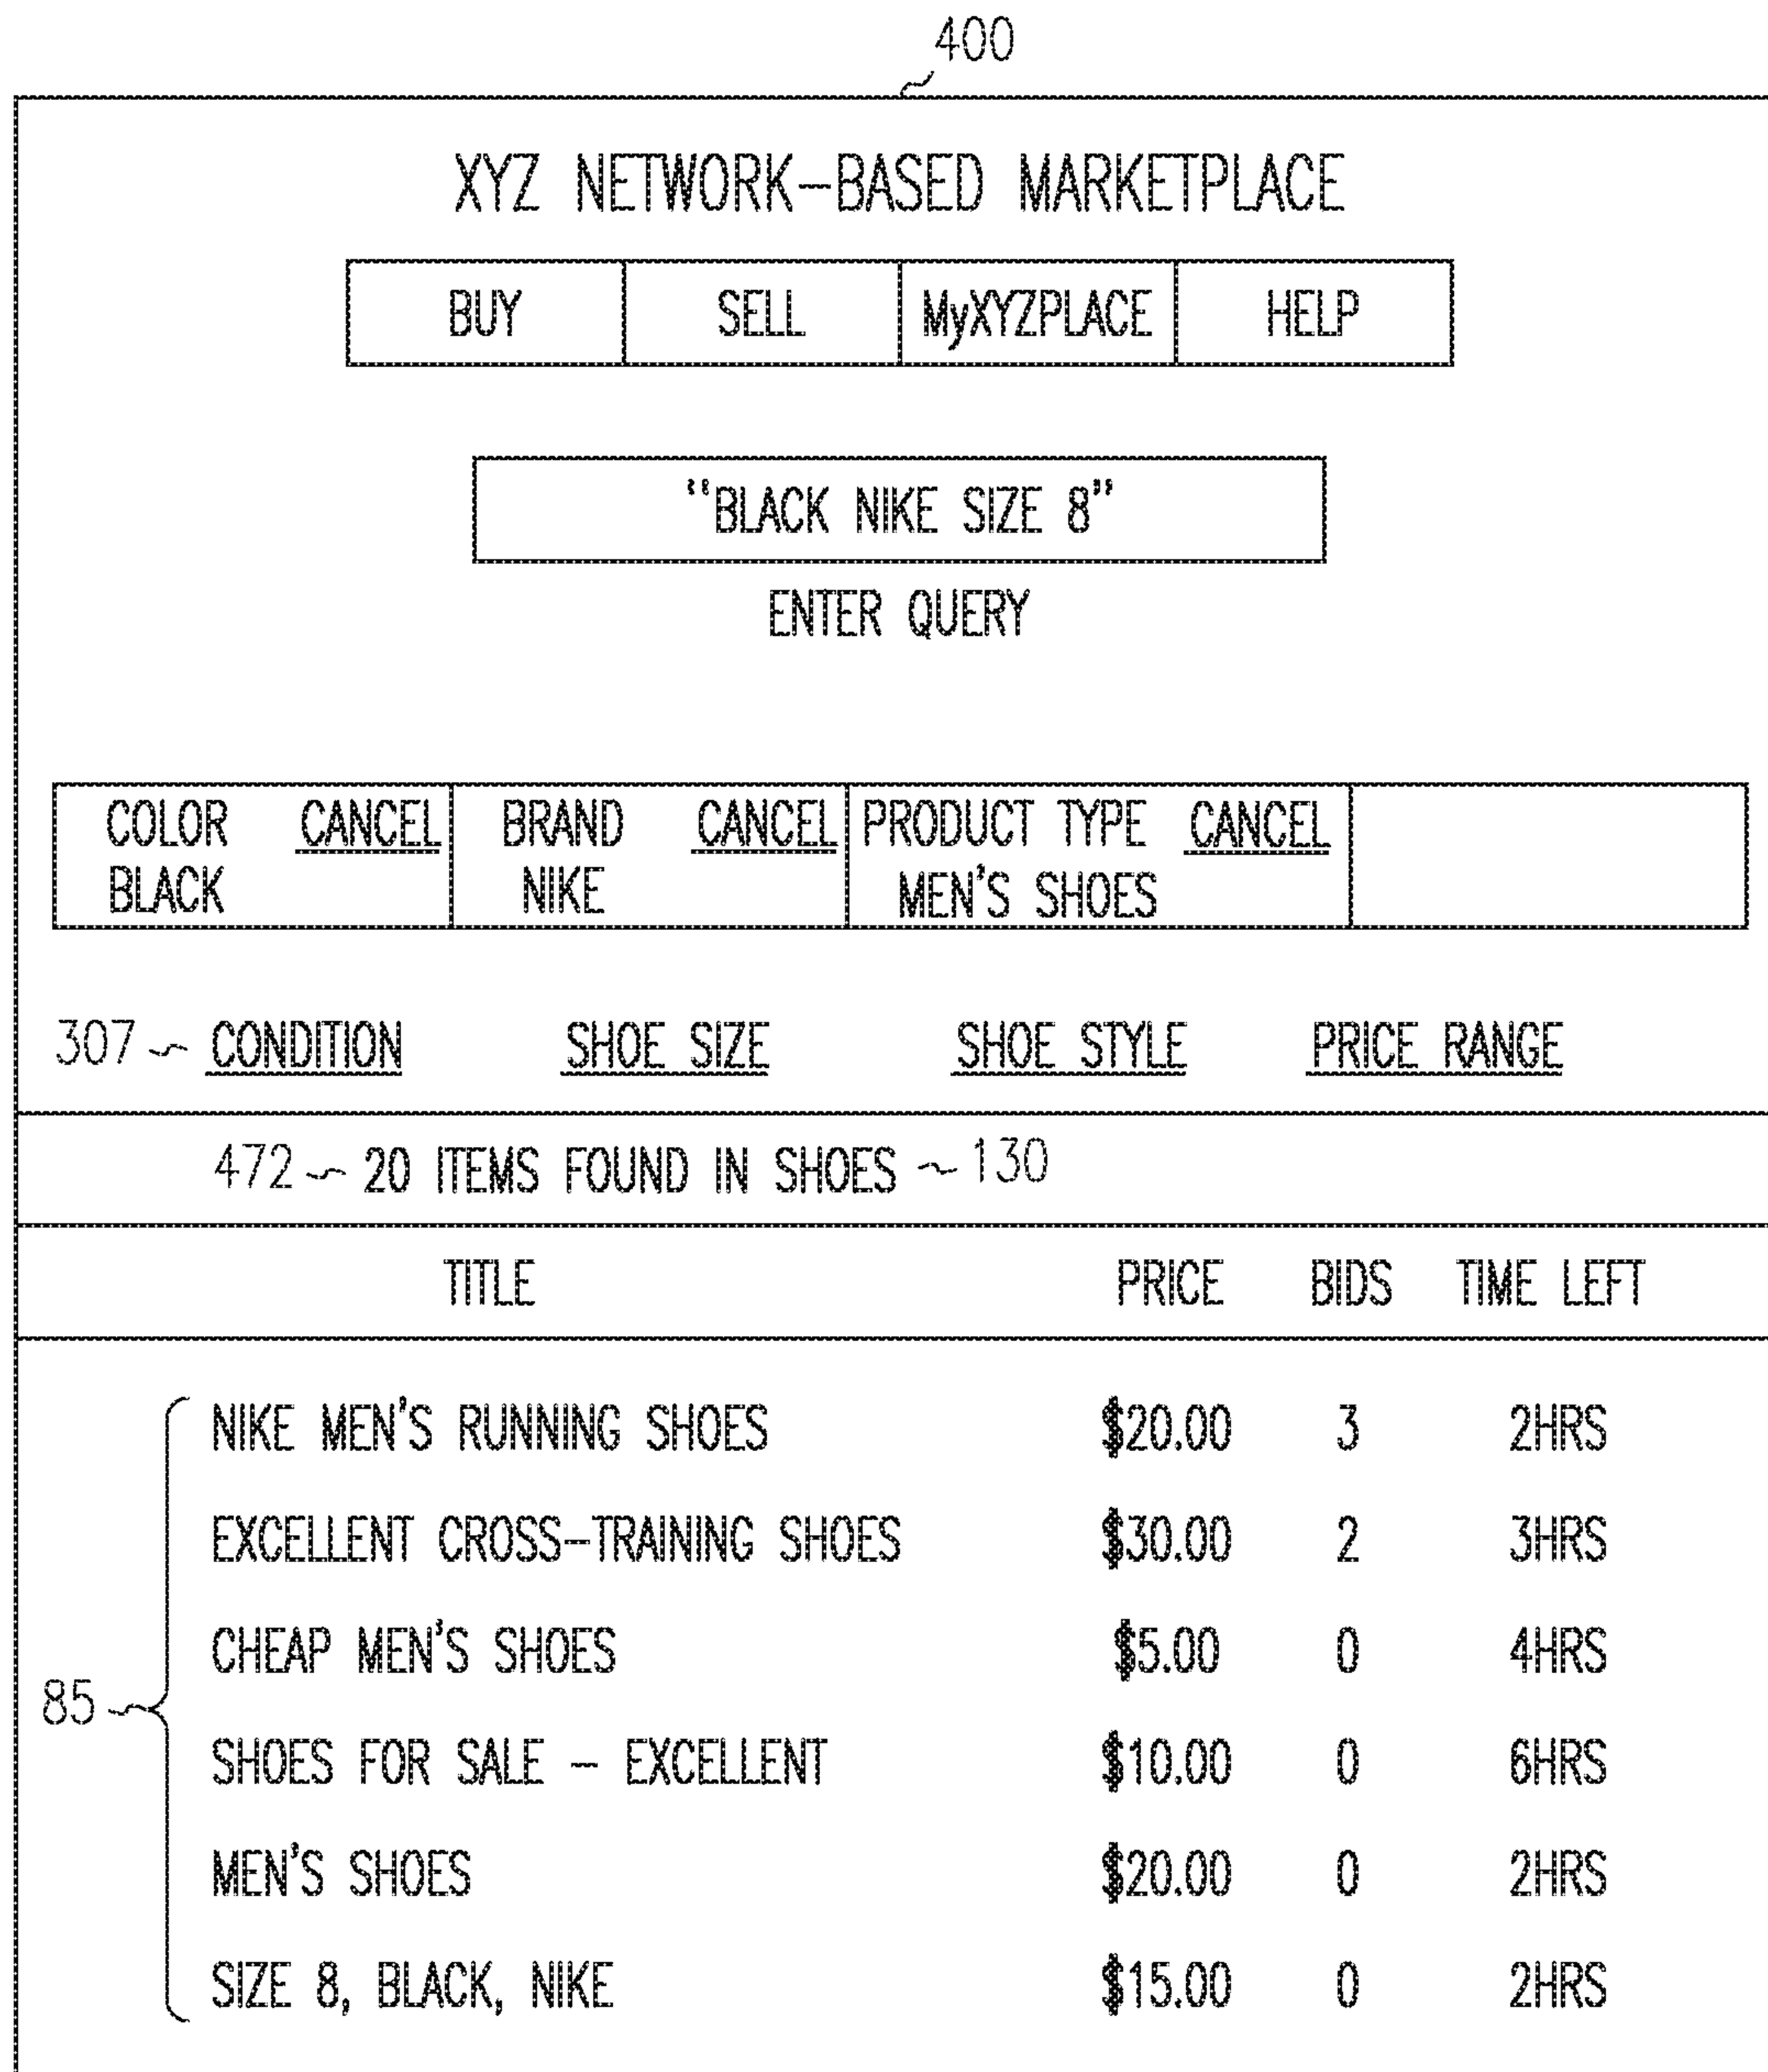 400
XYZ NETWORK-BASED MARKETPLACE
BUY SELL MyXYZPLACE HELP
"BLACK NIKE SIZE 8"
ENTER QUERY
COLOR CANCEL BRAND CANCEL PRODUCT TYPE CANCEL
BLACK NIKE MEN'S SHOES
307 ~ CONDITION SHOE SIZE SHOE STYLE PRICE RANGE
472 ~ 20 ITEMS FOUND IN SHOES ~ 130
TITLE PRICE BIDS TIME LEFT
NIKE MEN'S RUNNING SHOES $20.00 3 2HRS
EXCELLENT CROSS-TRAINING SHOES $30.00 2 3HRS
CHEAP MEN'S SHOES $5.00 0 4HRS
85
SHOES FOR SALE - EXCELLENT $10.00 0 6HRS
MEN'S SHOES $20.00 0 2HRS
SIZE 8, BLACK, NIKE $15.00 0 2HRS